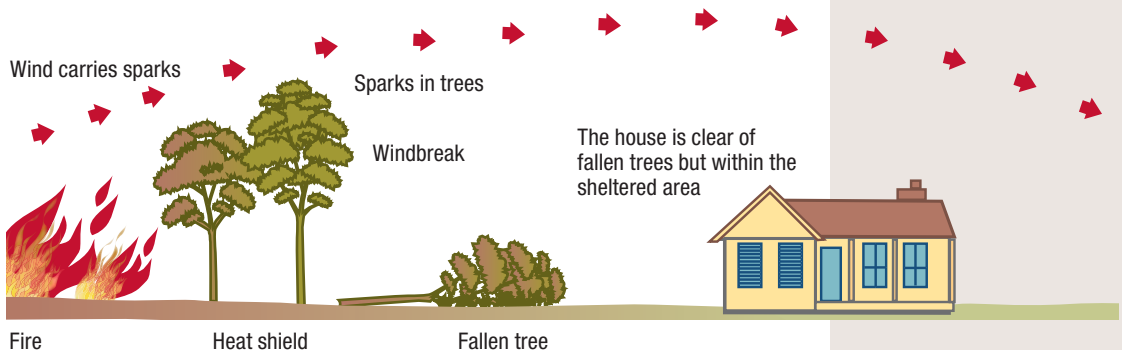 Wind carries sparks
Sparks in trees
Windbreak
The house is clear of
fallen trees but within the
sheltered area
Fire
Heat shield
Fallen tree